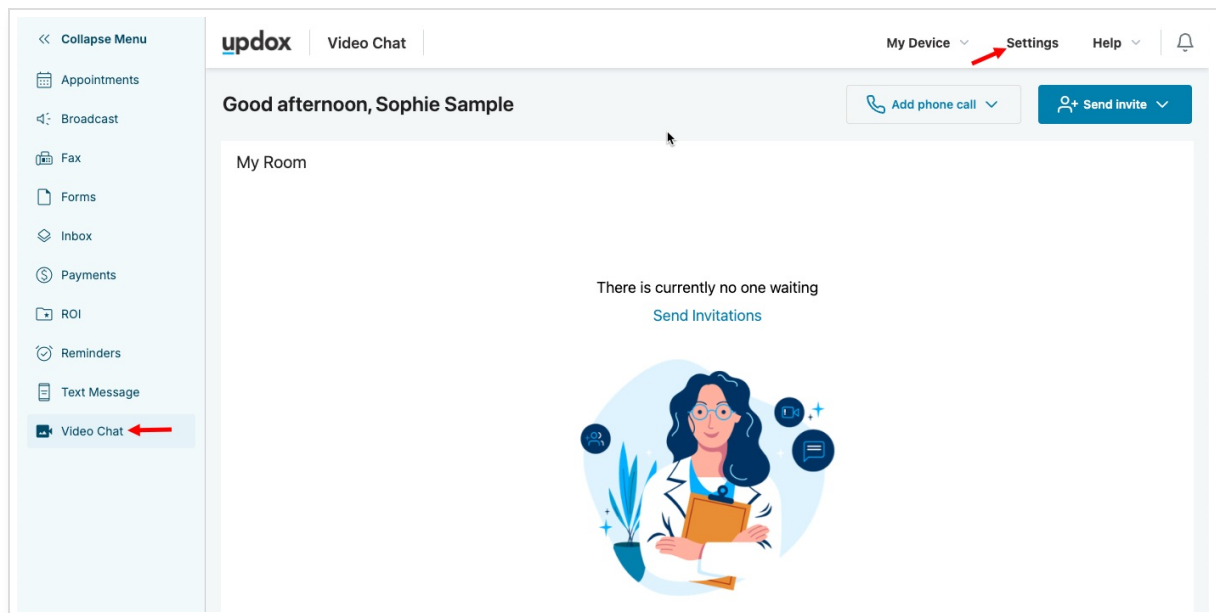 Collapse Menu
Appointments
Broadcast
Fax
Forms
Inbox
Payments
ROI
Reminders
Text Message
Video Chat
updox
Video Chat
My Device
Settings
Help
Good afternoon, Sophie Sample
Add phone call
Send invite
My Room
There is currently no one waiting
Send Invitations